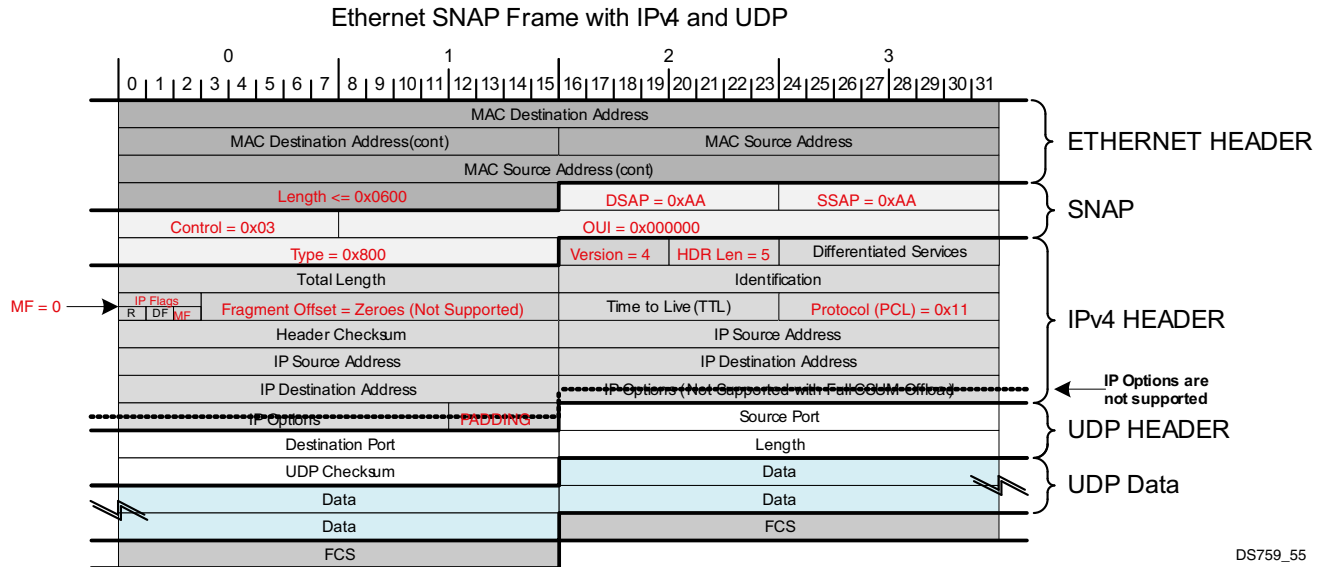 Ethernet SNAP Frame with IPv4 and UDP
0 1 2 3
0 1 2 3 4 5 6 7 8 9 10 11 12 13 14 15 16 17 18 19 20 21 22 23 24 25 26 27 28 29 30 31
MAC Destination Address
MAC Destination Address(cont) MAC Source Address
ETHERNET HEADER
MAC Source Address (cont)
Length <= 0x0600 DSAP = 0xAA SSAP = 0xAA
SNAP
Control = 0x03 OUI = 0x000000
Type = 0x800 Version = 4 HDR Len = 5 Differentiated Services
Total Length Identification
MF = 0 IP Flags R DF MF Fragment Offset = Zeroes (Not Supported) Time to Live (TTL) Protocol (PCL) = 0x11
IPv4 HEADER
Header Checksum IP Source Address
IP Source Address IP Destination Address
IP Destination Address IP Options (Not Supported with Full CSUM Offload)
IP Options are
not supported
IP Options PADDING Source Port
UDP HEADER
Destination Port Length
UDP Checksum Data
UDP Data
Data Data
Data FCS
FCS
DS759_55